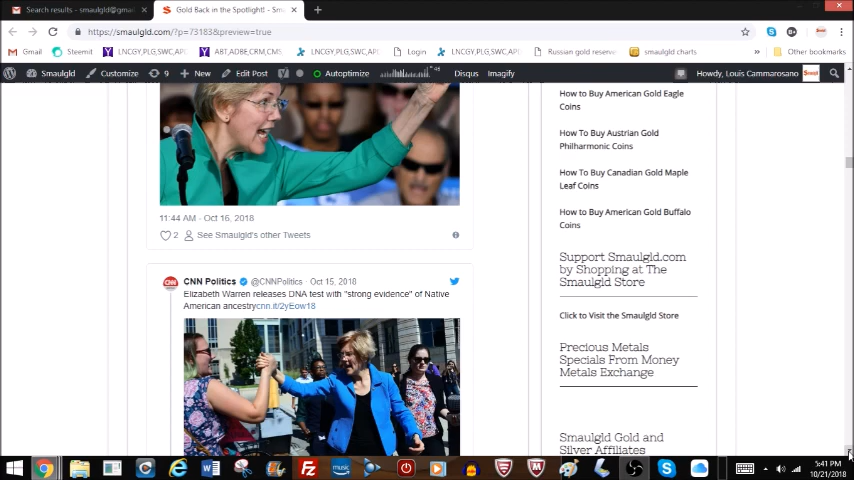 Search results - smaulgld@gmai
Gold Back in the Spotlight! - Sma
https://smaulgld.com/?p=73183&preview=true
Gmail
Steemit
LNCGY,PLG,SWC,AP
ABT,ADBE,CRM,CMS
LNCGY,PLG,SWC,APC
Login
LNCGY,PLG,SWC,APC
Russian gold reserve
smaulgld charts
Other bookmarks
Smaulgld
Customize
9
New
Edit Post
Autoptimize
Disqus
Imagify
Howdy, Louis Cammarosano
11:44 AM - Oct 16, 2018
2
See Smaulgld's other Tweets
CNN Politics @CNNPolitics · Oct 15, 2018
Elizabeth Warren releases DNA test with "strong evidence" of Native
American ancestrycnn.it/2yEow18
How to Buy American Gold Eagle
Coins
How To Buy Austrian Gold
Philharmonic Coins
How To Buy Canadian Gold Maple
Leaf Coins
How to Buy American Gold Buffalo
Coins
Support Smaulgld.com
by Shopping at The
Smaulgld Store
Click to Visit the Smaulgld Store
Precious Metals
Specials From Money
Metals Exchange
Smaulgld Gold and
Silver Affiliates
5:41 PM
10/21/2018